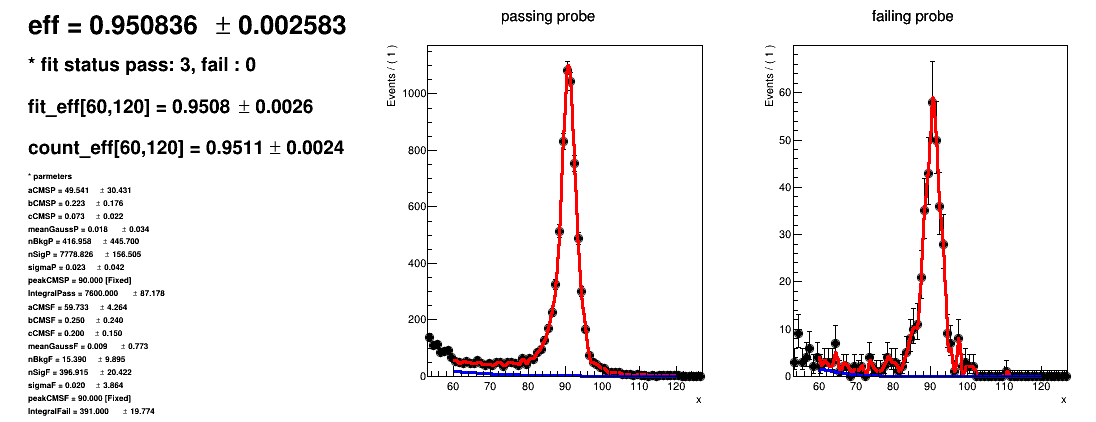 eff = 0.950836 ± 0.002583
* fit status pass: 3, fail : 0
fit_eff[60,120] = 0.9508 ± 0.0026
count_eff[60,120] = 0.9511 ± 0.0024
* parmeters
aCMSP = 49.541 ± 30.431
bCMSP = 0.223 ± 0.176
cCMSP = 0.073 ± 0.022
meanGaussP = 0.018 ± 0.034
nBkgP = 416.958 ± 445.700
nSigP = 7778.826 ± 156.505
sigmaP = 0.023 ± 0.042
peakCMSP = 90.000 [Fixed]
IntegralPass = 7600.000 ± 87.178
aCMSF = 59.733 ± 4.264
bCMSF = 0.250 ± 0.240
cCMSF = 0.200 ± 0.150
meanGaussF = 0.009 ± 0.773
nBkgF = 15.390 ± 9.895
nSigF = 396.915 ± 20.422
sigmaF = 0.020 ± 3.864
peakCMSF = 90.000 [Fixed]
IntegralFail = 391.000 ± 19.774
passing probe
Events / ( 1 )
1000
800
600
400
200
0
60 70 80 90 100 110 120
x
failing probe
Events / ( 1 )
60
50
40
30
20
10
0
60 70 80 90 100 110 120
x